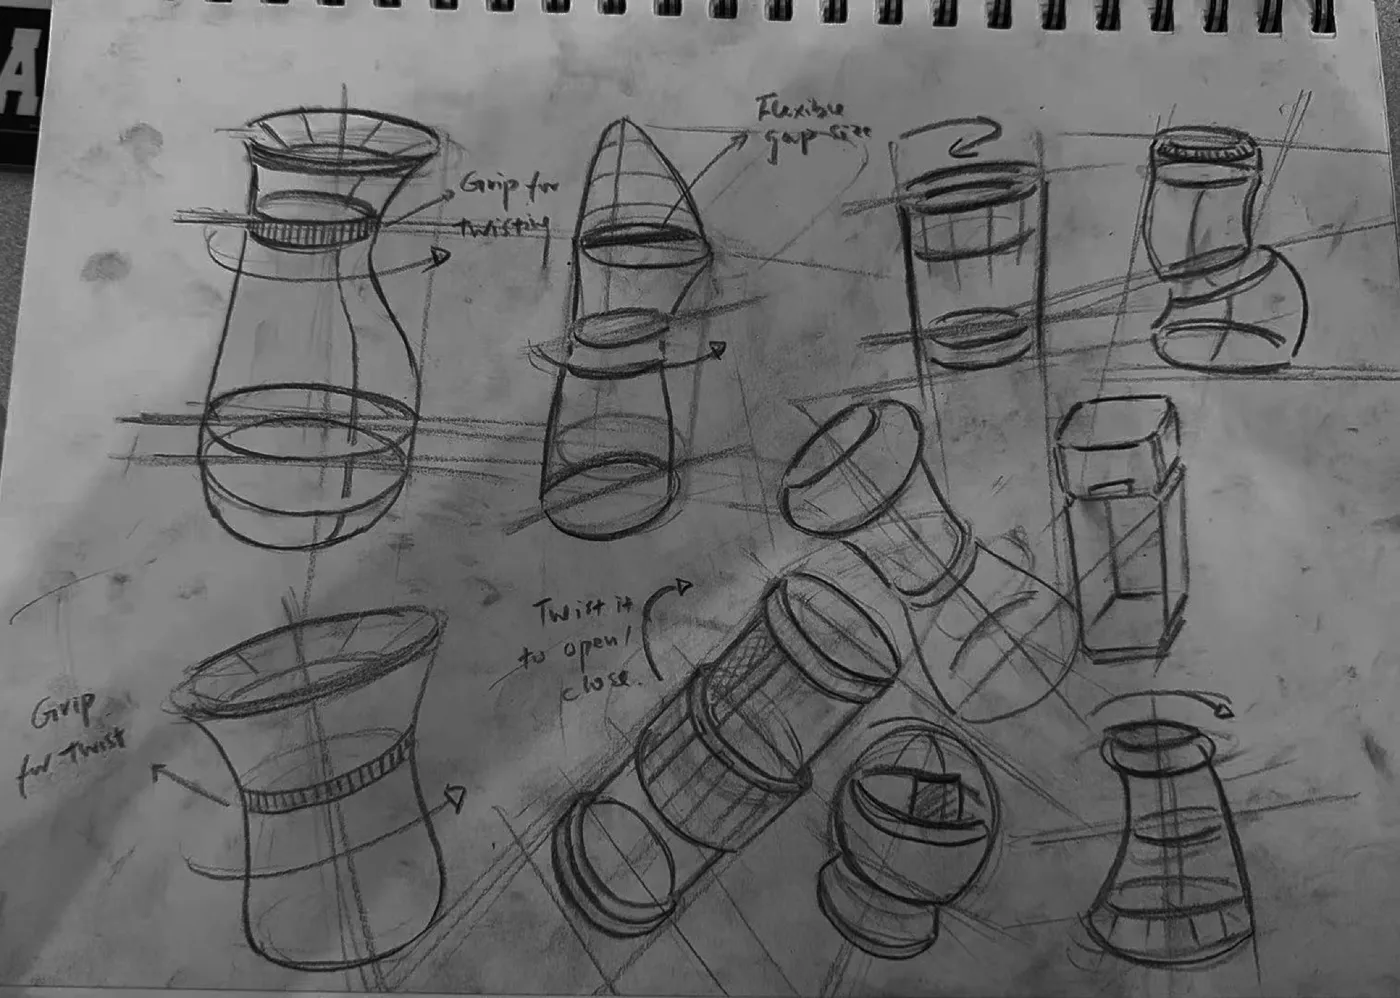 A
Flexible
gap size
Grip for
twisting
Twist it
to open/
close.
Grip
for twist